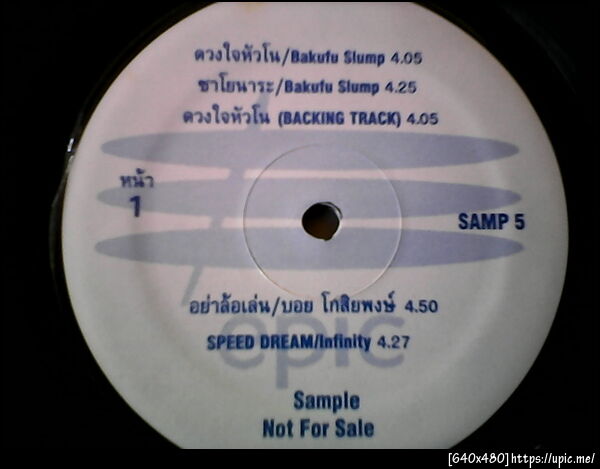 ดวงใจหัวโน/Bakufu Slump 4.05
ซาโยนาระ/Bakufu Slump 4.25
ดวงใจหัวโน (BACKING TRACK) 4.05
หน้า
1
SAMP 5
อย่าล้อเล่น/บอย โกสิยพงษ์ 4.50
SPEED DREAM/Infinity 4.27
epic
Sample
Not For Sale
[640x480]https://upic.me/